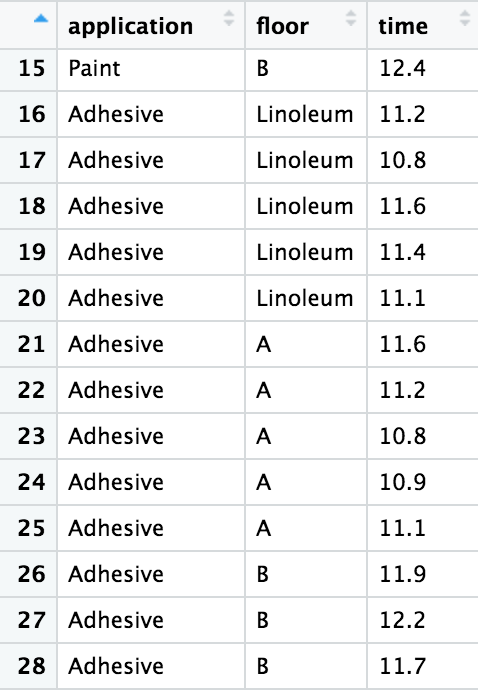 application floor time
15 Paint B 12.4
16 Adhesive Linoleum 11.2
17 Adhesive Linoleum 10.8
18 Adhesive Linoleum 11.6
19 Adhesive Linoleum 11.4
20 Adhesive Linoleum 11.1
21 Adhesive A 11.6
22 Adhesive A 11.2
23 Adhesive A 10.8
24 Adhesive A 10.9
25 Adhesive A 11.1
26 Adhesive B 11.9
27 Adhesive B 12.2
28 Adhesive B 11.7